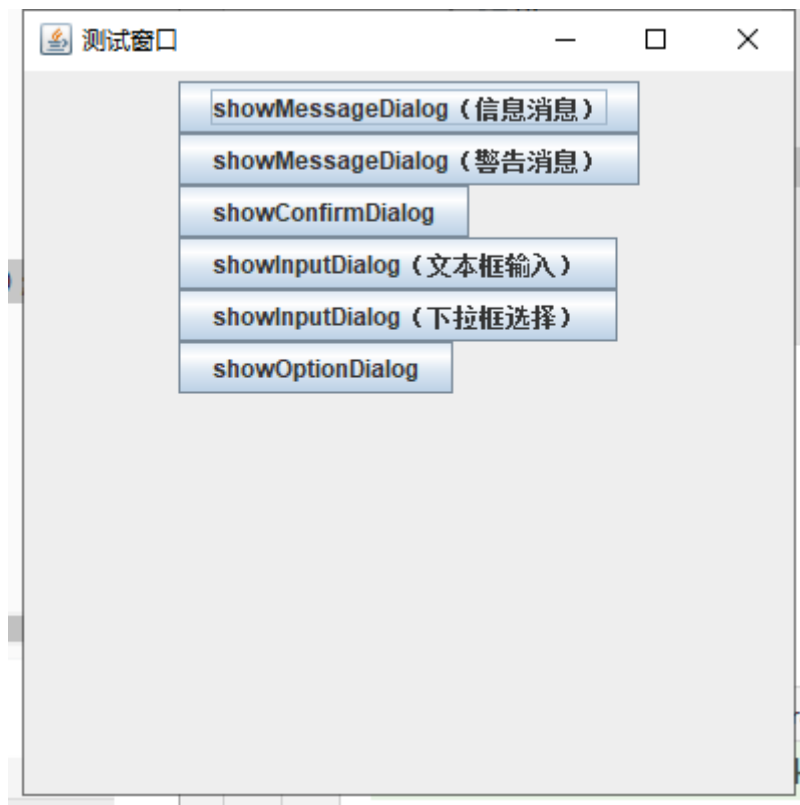 测试窗口
showMessageDialog（信息消息）
showMessageDialog（警告消息）
showConfirmDialog
showInputDialog（文本框输入）
showInputDialog（下拉框选择）
showOptionDialog